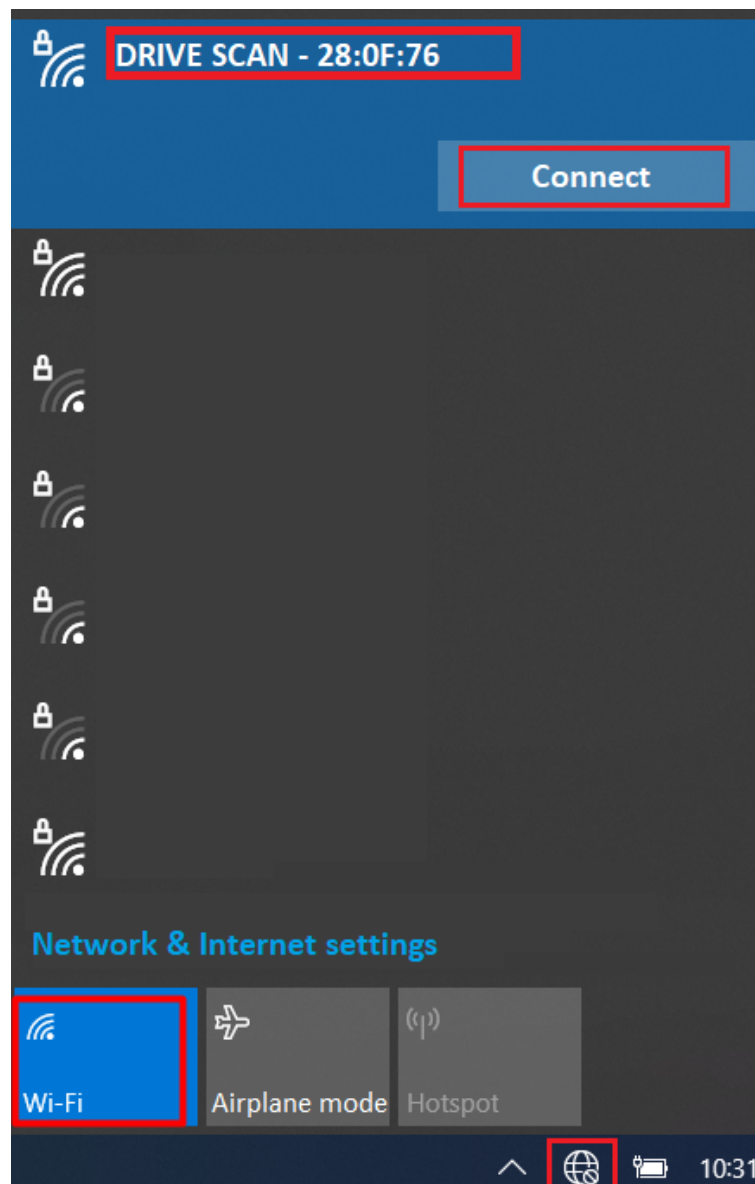 DRIVE SCAN - 28:0F:76
Connect
Network & Internet settings
Wi-Fi
Airplane mode
Hotspot
10:31